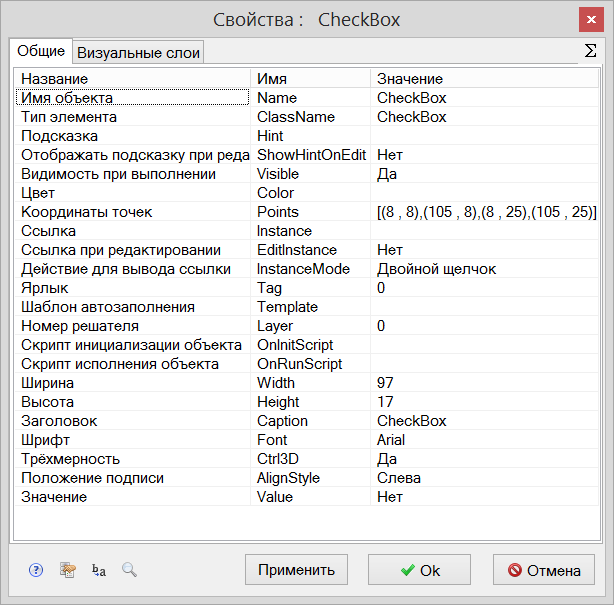 Свойства : CheckBox
Общие Визуальные слои Σ
Название Имя Значение
Имя объекта Name CheckBox
Тип элемента ClassName CheckBox
Подсказка Hint
Отображать подсказку при реда ShowHintOnEdit Нет
Видимость при выполнении Visible Да
Цвет Color
Координаты точек Points [(8 , 8),(105 , 8),(8 , 25),(105 , 25)]
Ссылка Instance
Ссылка при редактировании EditInstance Нет
Действие для вывода ссылки InstanceMode Двойной щелчок
Ярлык Tag 0
Шаблон автозаполнения Template
Номер решателя Layer 0
Скрипт инициализации объекта OnInitScript
Скрипт исполнения объекта OnRunScript
Ширина Width 97
Высота Height 17
Заголовок Caption CheckBox
Шрифт Font Arial
Трёхмерность Ctrl3D Да
Положение подписи AlignStyle Слева
Значение Value Нет
? b a Применить Ok Отмена